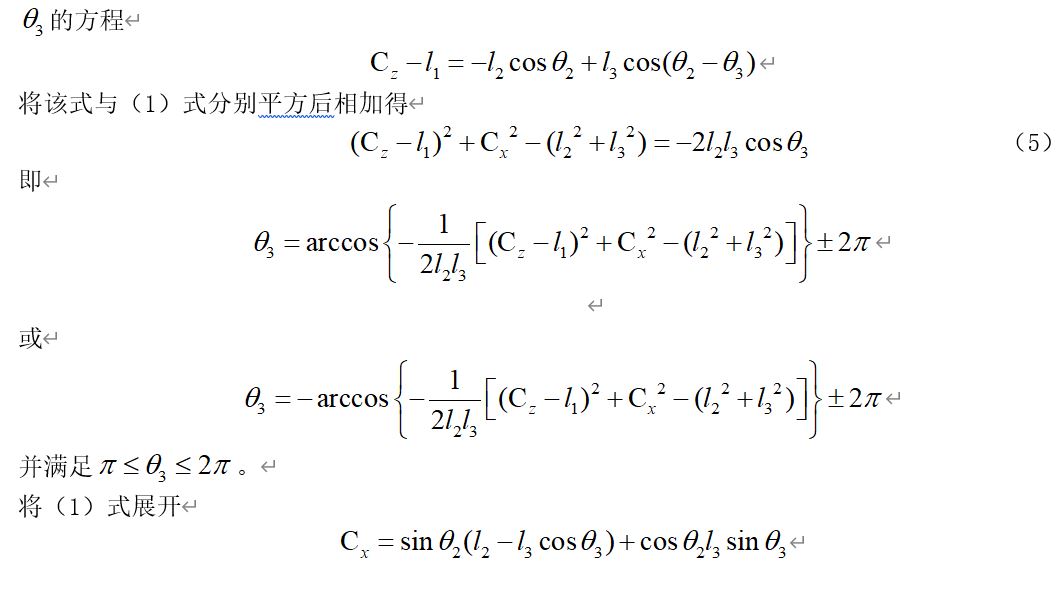 θ₃的方程↵
C_z − l₁ = −l₂ cos θ₂ + l₃ cos(θ₂ − θ₃)↵
将该式与（1）式分别平方后相加得↵
(C_z − l₁)² + C_x² − (l₂² + l₃²) = −2l₂l₃ cos θ₃ （5）
即↵
θ₃ = arccos{−1/(2l₂l₃)[(C_z − l₁)² + C_x² − (l₂² + l₃²)]} ± 2π↵
↵
或↵
θ₃ = −arccos{−1/(2l₂l₃)[(C_z − l₁)² + C_x² − (l₂² + l₃²)]} ± 2π↵
并满足 π ≤ θ₃ ≤ 2π 。↵
将（1）式展开↵
C_x = sin θ₂(l₂ − l₃ cos θ₃) + cos θ₂l₃ sin θ₃↵